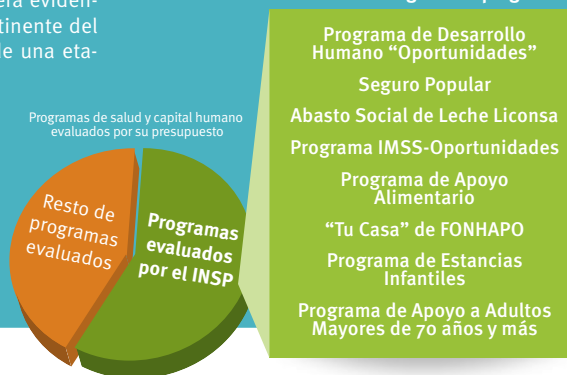 tinente del
de una eta-
Programas de salud y capital humano
evaluados por su presupuesto
Resto de
programas
evaluados
Programas
evaluados
por el INSP
Programa de Desarrollo
Humano “Oportunidades”
Seguro Popular
Abasto Social de Leche Liconsa
Programa IMSS-Oportunidades
Programa de Apoyo
Alimentario
“Tu Casa” de FONHAPO
Programa de Estancias
Infantiles
Programa de Apoyo a Adultos
Mayores de 70 años y más